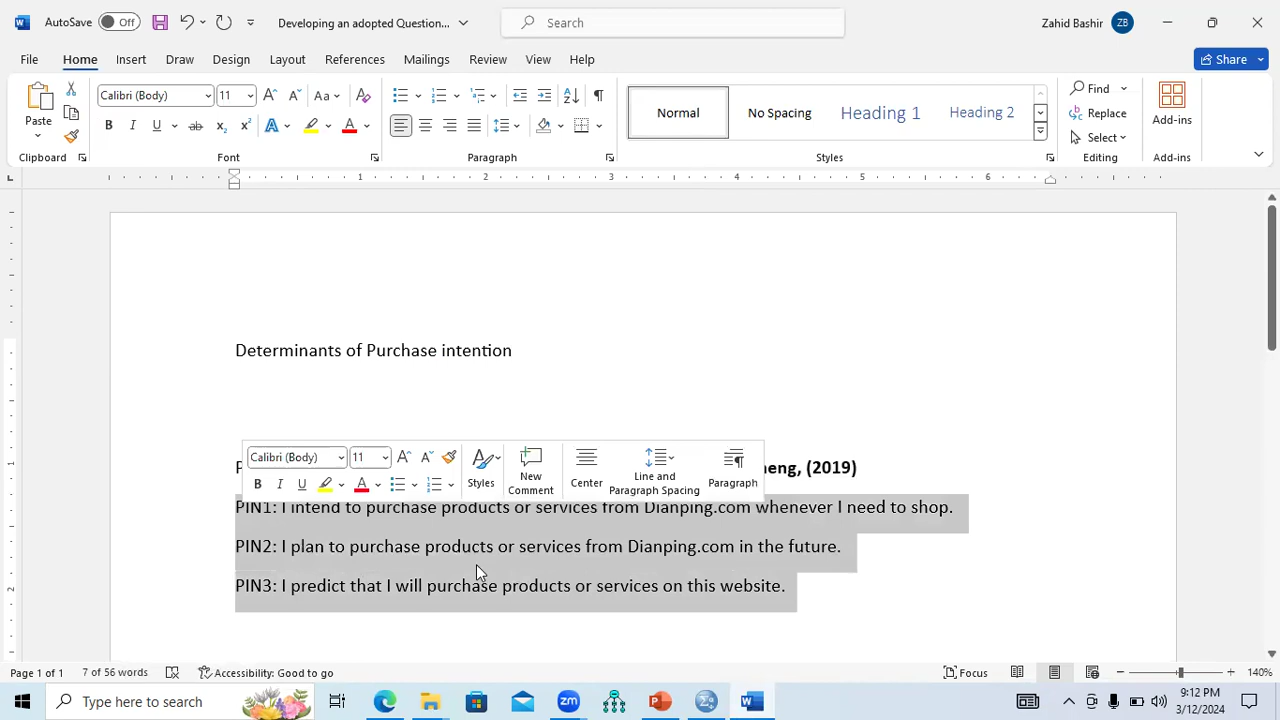 AutoSave Off Developing an adopted Question... Search Zahid Bashir ZB
File Home Insert Draw Design Layout References Mailings Review View Help Share
Paste Calibri (Body) 11 Normal No Spacing Heading 1 Heading 2 Find Replace Select Add-ins
Clipboard Font Paragraph Styles Editing Add-ins
1 2 3 4 5 6
Determinants of Purchase intention
Calibri (Body) 11 Styles New Comment Center Line and Paragraph Spacing Paragraph
heng, (2019)
PIN1: I intend to purchase products or services from Dianping.com whenever I need to shop.
PIN2: I plan to purchase products or services from Dianping.com in the future.
PIN3: I predict that I will purchase products or services on this website.
Page 1 of 1 7 of 56 words Accessibility: Good to go Focus 140%
Type here to search 9:12 PM
3/12/2024